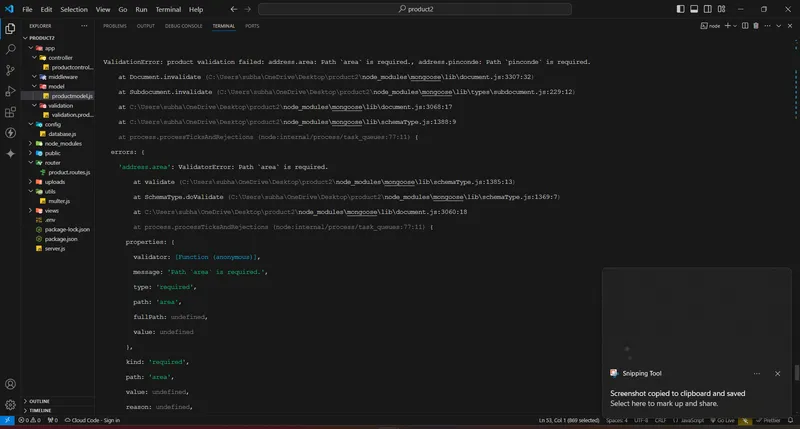 File Edit Selection View Go Run Terminal Help
product2
EXPLORER
PROBLEMS OUTPUT DEBUG CONSOLE TERMINAL PORTS
node
PRODUCT2
app
controller
productcontrol...
middleware
model
productmodel.js
validation
validation.prod...
config
database.js
node_modules
public
router
product.routes.js
uploads
utils
multer.js
views
.env
package-lock.json
package.json
server.js
OUTLINE
TIMELINE
ValidationError: product validation failed: address.area: Path `area` is required., address.pinconde: Path `pinconde` is required.
at Document.invalidate (C:\Users\subha\OneDrive\Desktop\product2\node_modules\mongoose\lib\document.js:3307:32)
at Subdocument.invalidate (C:\Users\subha\OneDrive\Desktop\product2\node_modules\mongoose\lib\types\subdocument.js:229:12)
at C:\Users\subha\OneDrive\Desktop\product2\node_modules\mongoose\lib\document.js:3068:17
at C:\Users\subha\OneDrive\Desktop\product2\node_modules\mongoose\lib\schemaType.js:1388:9
at process.processTicksAndRejections (node:internal/process/task_queues:77:11) {
errors: {
'address.area': ValidatorError: Path `area` is required.
at validate (C:\Users\subha\OneDrive\Desktop\product2\node_modules\mongoose\lib\schemaType.js:1385:13)
at SchemaType.doValidate (C:\Users\subha\OneDrive\Desktop\product2\node_modules\mongoose\lib\schemaType.js:1369:7)
at C:\Users\subha\OneDrive\Desktop\product2\node_modules\mongoose\lib\document.js:3060:18
at process.processTicksAndRejections (node:internal/process/task_queues:77:11) {
properties: {
validator: [Function (anonymous)],
message: 'Path `area` is required.',
type: 'required',
path: 'area',
fullPath: undefined,
value: undefined
},
kind: 'required',
path: 'area',
value: undefined,
reason: undefined,
Snipping Tool
Screenshot copied to clipboard and saved
Select here to mark up and share.
0 0 0 Cloud Code - Sign in
Ln 53, Col 1 (869 selected) Spaces: 4 UTF-8 CRLF JavaScript Go Live Prettier